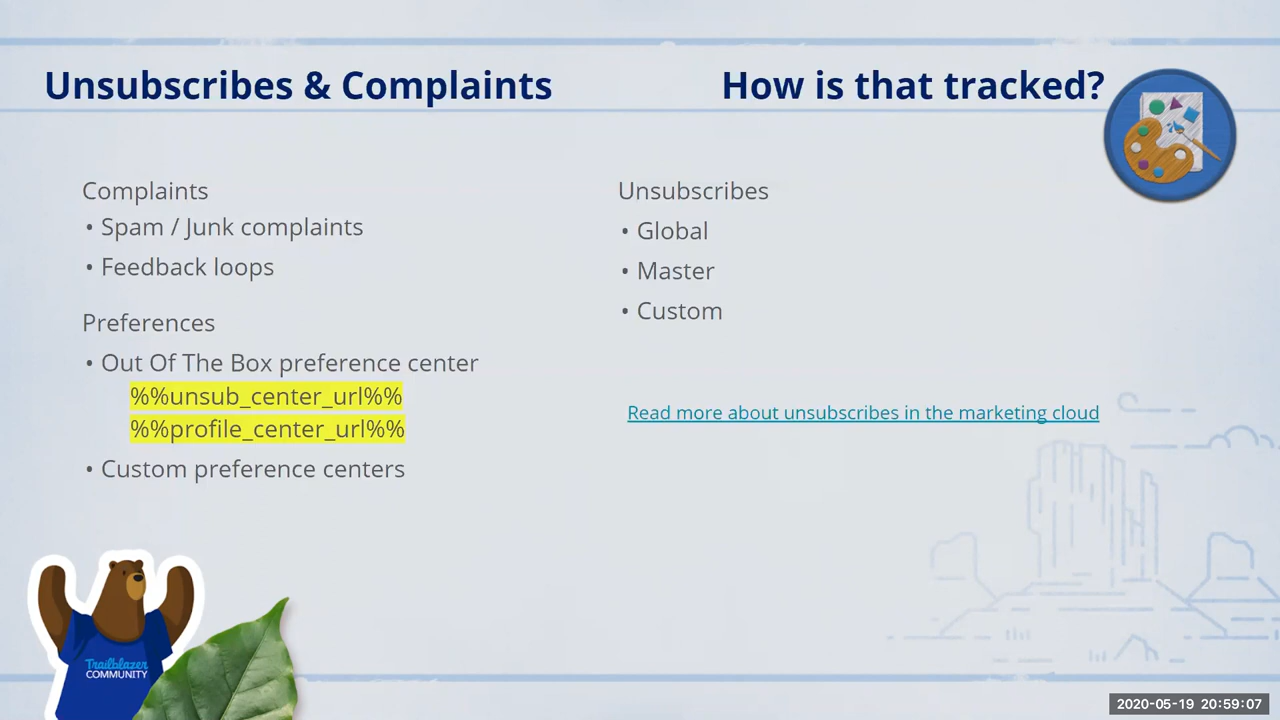 Unsubscribes & Complaints
How is that tracked?
Complaints
• Spam / Junk complaints
• Feedback loops
Preferences
• Out Of The Box preference center
%%unsub_center_url%%
%%profile_center_url%%
• Custom preference centers
Unsubscribes
• Global
• Master
• Custom
Read more about unsubscribes in the marketing cloud
Trailblazer
COMMUNITY
2020-05-19 20:59:07